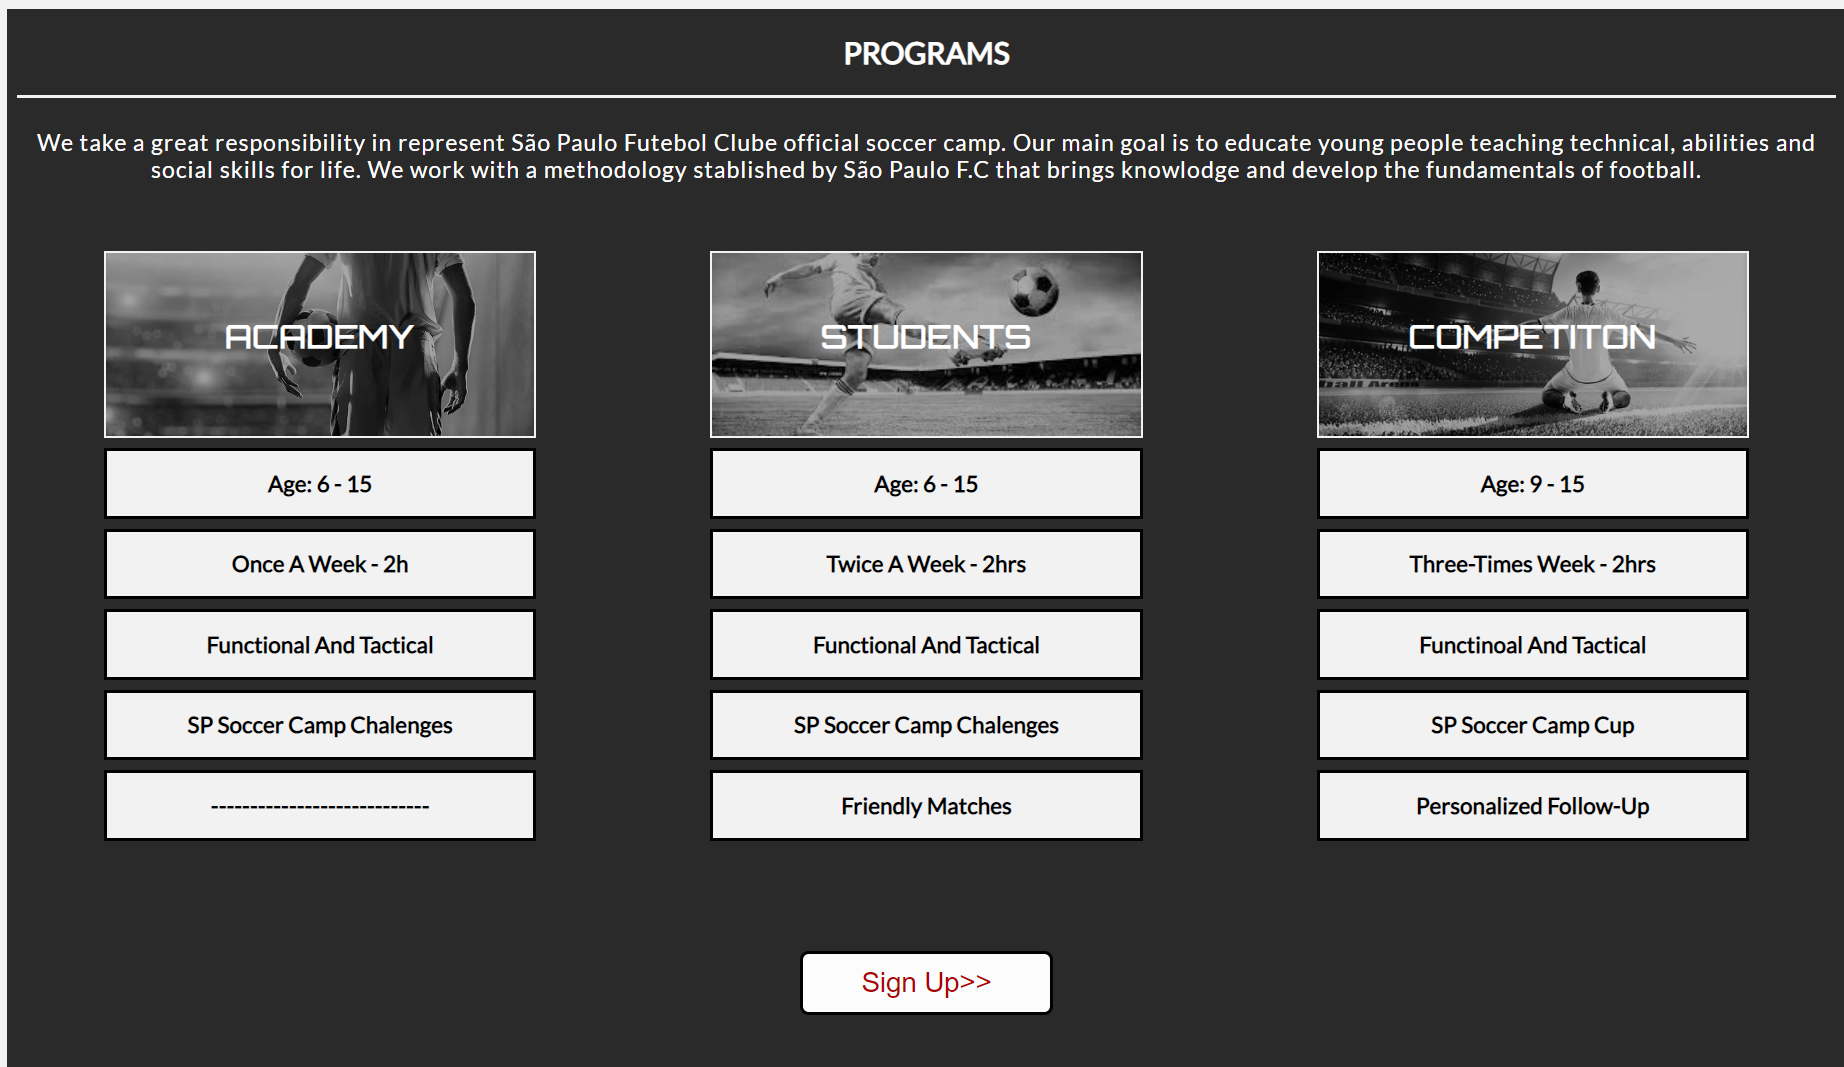 PROGRAMS
We take a great responsibility in represent São Paulo Futebol Clube official soccer camp. Our main goal is to educate young people teaching technical, abilities and
social skills for life. We work with a methodology stablished by São Paulo F.C that brings knowlodge and develop the fundamentals of football.
ACADEMY
Age: 6 - 15
Once A Week - 2h
Functional And Tactical
SP Soccer Camp Chalenges
----------------------------
STUDENTS
Age: 6 - 15
Twice A Week - 2hrs
Functional And Tactical
SP Soccer Camp Chalenges
Friendly Matches
COMPETITON
Age: 9 - 15
Three-Times Week - 2hrs
Functinoal And Tactical
SP Soccer Camp Cup
Personalized Follow-Up
Sign Up>>